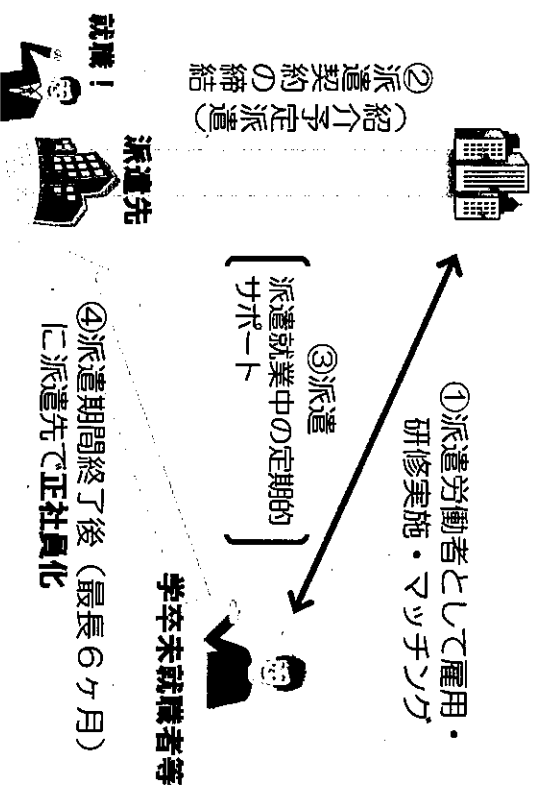 ①派遣労働者として雇用・
研修実施・マッチング
②派遣契約の締結
（紹介予定派遣）
③派遣
派遣就業中の定期的
サポート
派遣先
就職！
④派遣期間終了後（最長６ケ月）
に派遣先で正社員化
学卒未就職者等